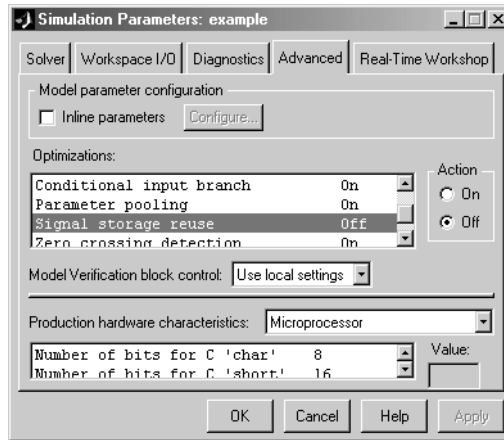 Simulation Parameters: example
Solver Workspace I/O Diagnostics Advanced Real-Time Workshop
Model parameter configuration
Inline parameters Configure...
Optimizations:
Action
Conditional input branch On
Parameter pooling On
Signal storage reuse Off
Zero crossing detection On
On
Off
Model Verification block control: Use local settings
Production hardware characteristics: Microprocessor
Number of bits for C 'char' 8
Number of bits for C 'short' 16
Value:
OK Cancel Help Apply